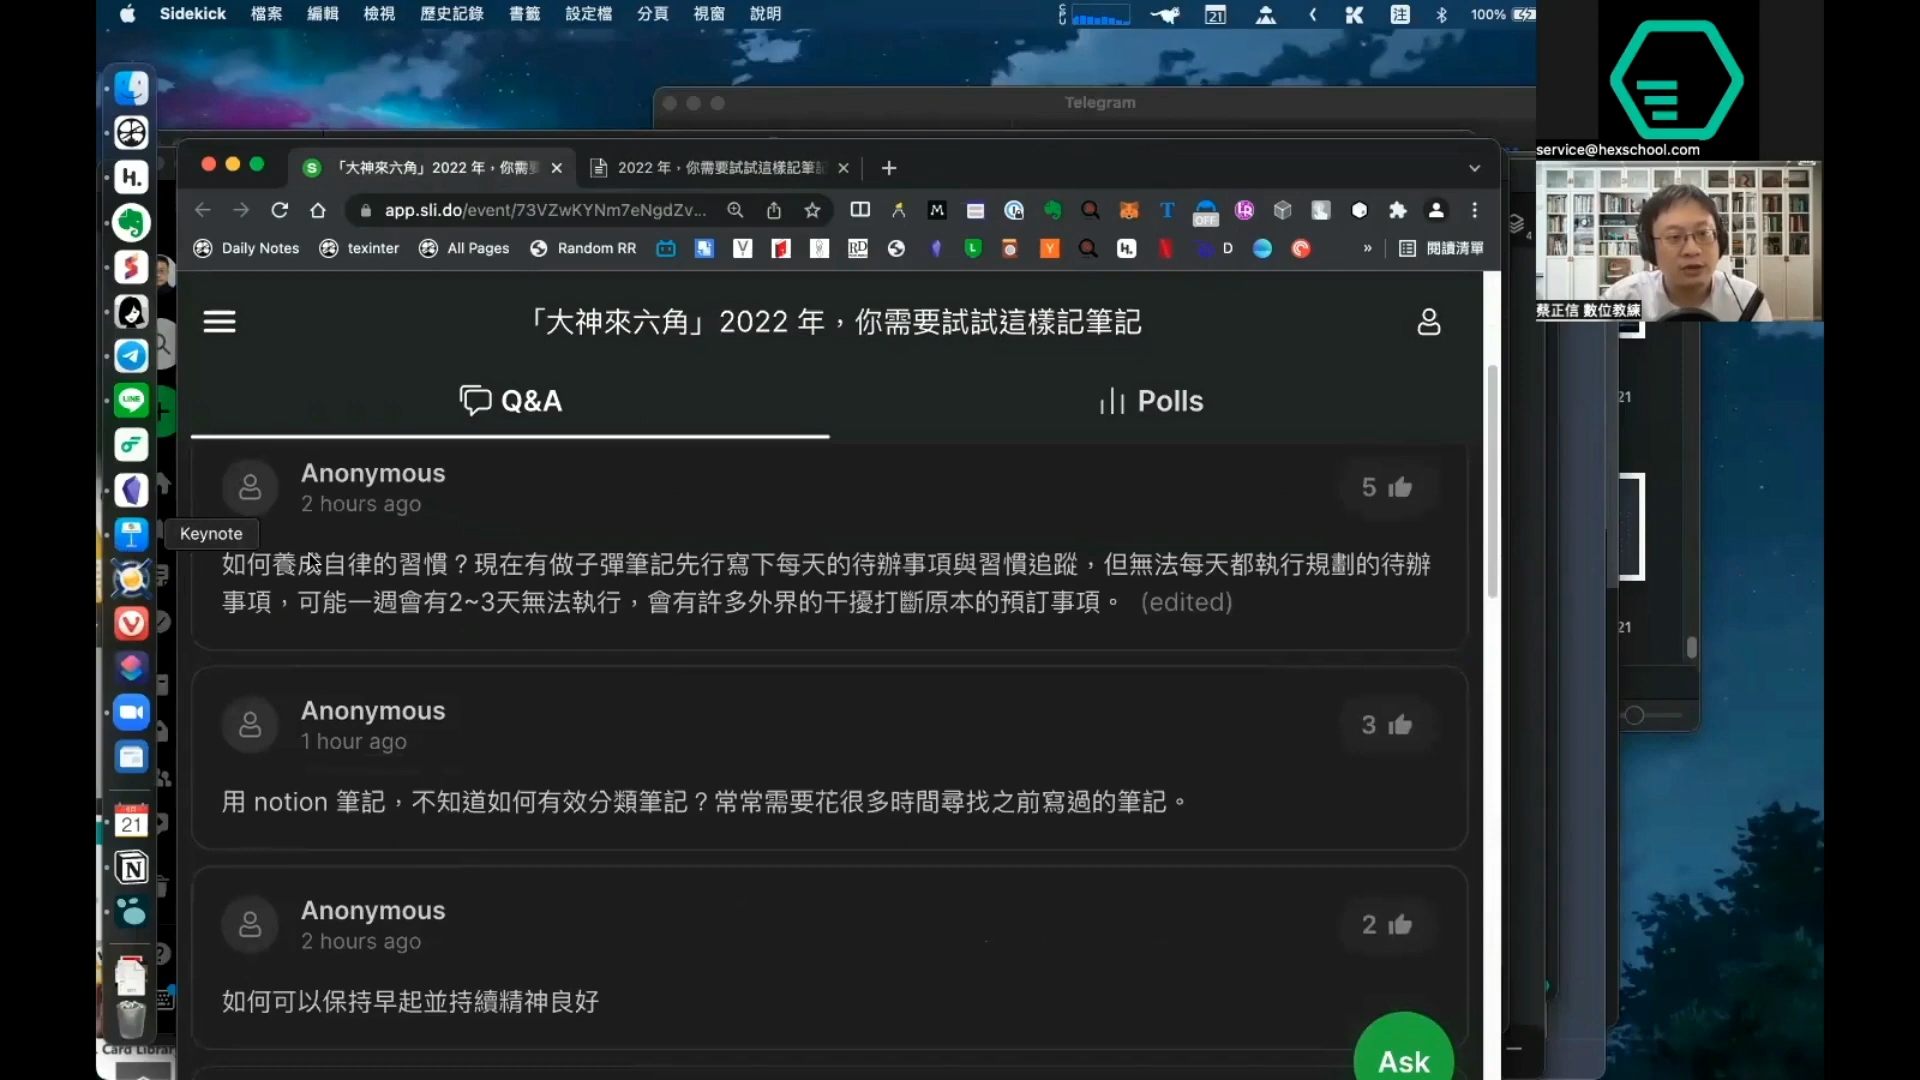 Sidekick 檔案 編輯 檢視 歷史記錄 書籤 設定檔 分頁 視窗 說明
21 注 100%
service@hexschool.com
Telegram
「大神來六角」2022 年，你需
2022 年，你需要試試這樣記筆
app.sli.do/event/73VZwKYNm7eNgdZv...
OFF
Daily Notes texinter All Pages Random RR
RD
D
» 閱讀清單
蔡正信 數位教練
「大神來六角」2022 年，你需要試試這樣記筆記
Q&A Polls
21
Anonymous
2 hours ago
5
Keynote
如何養成自律的習慣？現在有做子彈筆記先行寫下每天的待辦事項與習慣追蹤，但無法每天都執行規劃的待辦
事項，可能一週會有2~3天無法執行，會有許多外界的干擾打斷原本的預訂事項。 (edited)
21
Anonymous
1 hour ago
3
用 notion 筆記，不知道如何有效分類筆記？常常需要花很多時間尋找之前寫過的筆記。
21
Anonymous
2 hours ago
2
如何可以保持早起並持續精神良好
Card Library
Ask